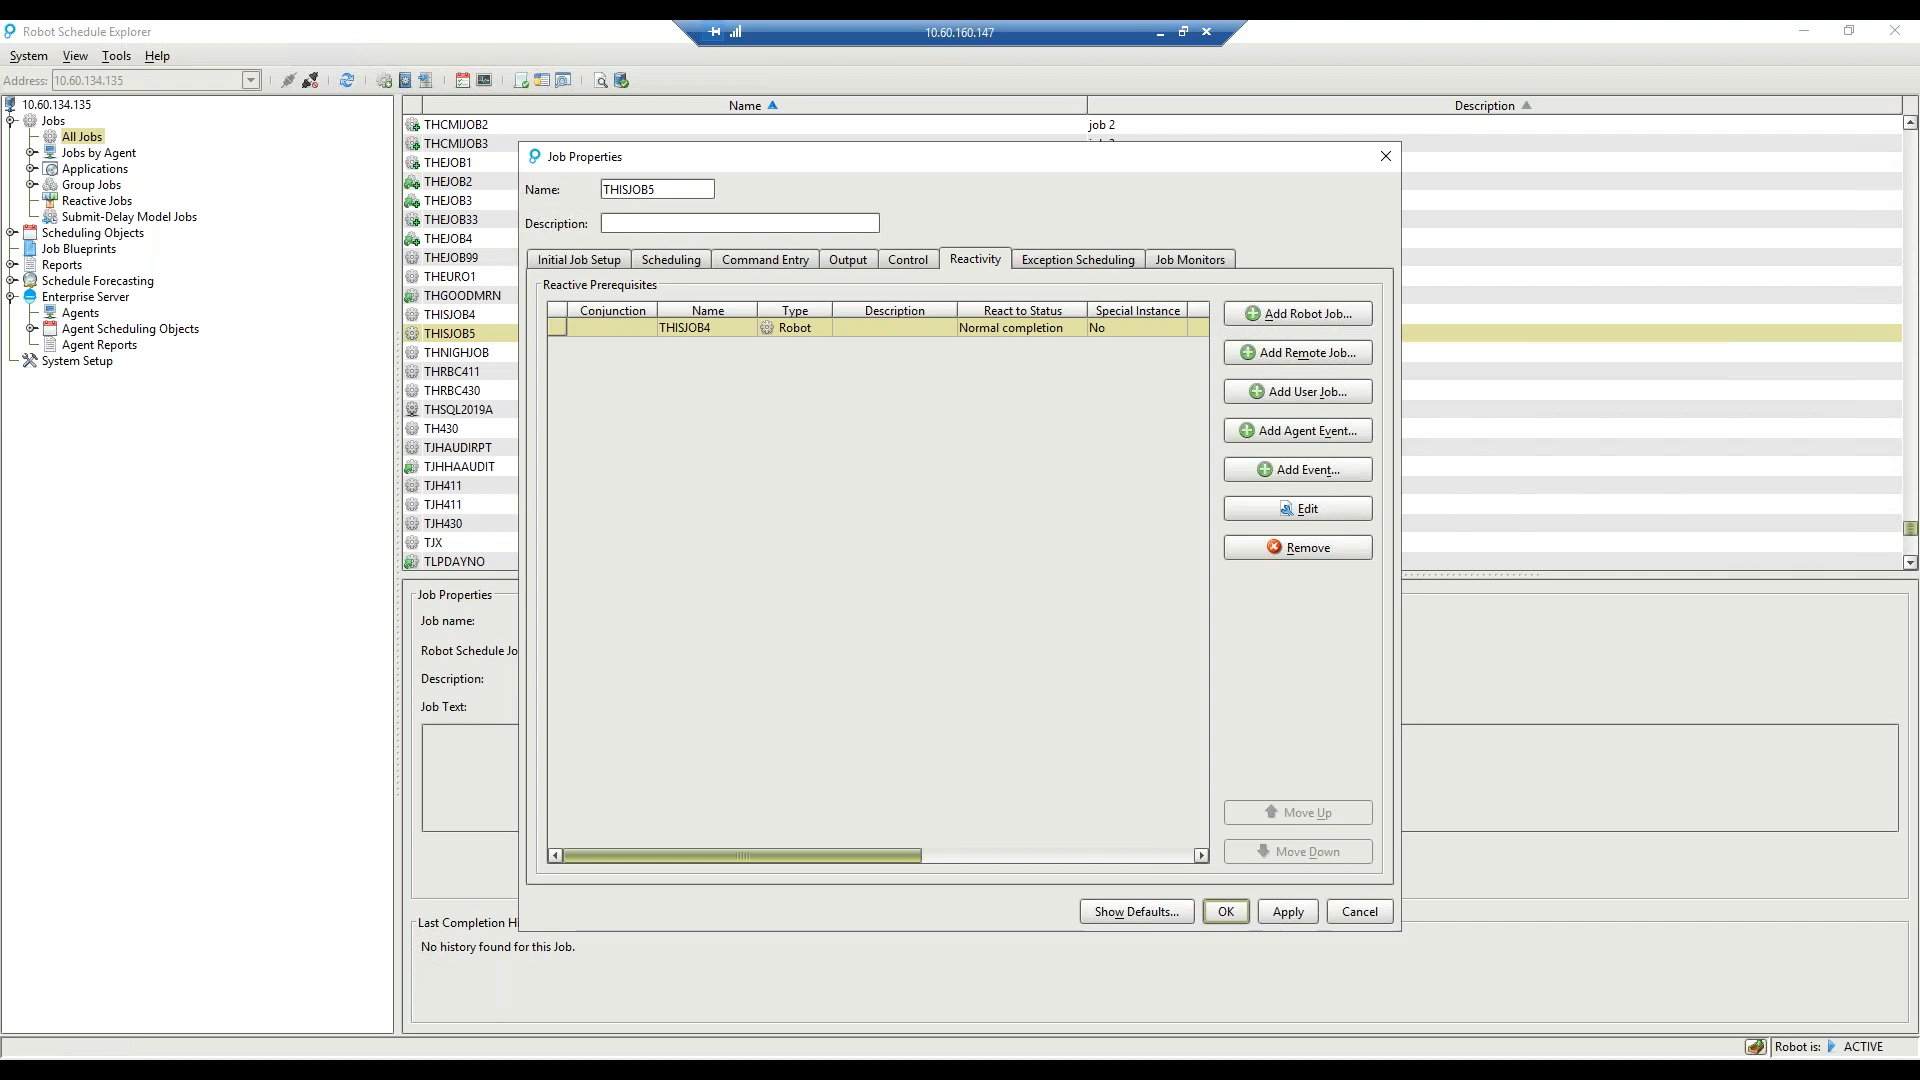 Robot Schedule Explorer
10.60.160.147
System View Tools Help
Address: 10.60.134.135
10.60.134.135
Jobs
All Jobs
Jobs by Agent
Applications
Group Jobs
Reactive Jobs
Submit-Delay Model Jobs
Scheduling Objects
Job Blueprints
Reports
Schedule Forecasting
Enterprise Server
Agents
Agent Scheduling Objects
Agent Reports
System Setup
Name Description
THCMIJOB2 job 2
THCMIJOB3
THEJOB1
THEJOB2
THEJOB3
THEJOB33
THEJOB4
THEJOB99
THEURO1
THGOODMRN
THISJOB4
THISJOB5
THNIGHJOB
THRBC411
THRBC430
THSQL2019A
TH430
TJHAUDIRPT
TJHHAAUDIT
TJH411
TJH411
TJH430
TJX
TLPDAYNO
Job Properties
Name: THISJOB5
Description:
Initial Job Setup Scheduling Command Entry Output Control Reactivity Exception Scheduling Job Monitors
Reactive Prerequisites
Conjunction Name Type Description React to Status Special Instance
THISJOB4 Robot Normal completion No
Add Robot Job...
Add Remote Job...
Add User Job...
Add Agent Event...
Add Event...
Edit
Remove
Move Up
Move Down
Show Defaults... OK Apply Cancel
Job Properties
Job name:
Robot Schedule Jo
Description:
Job Text:
Last Completion Hi
No history found for this Job.
Robot is: ACTIVE